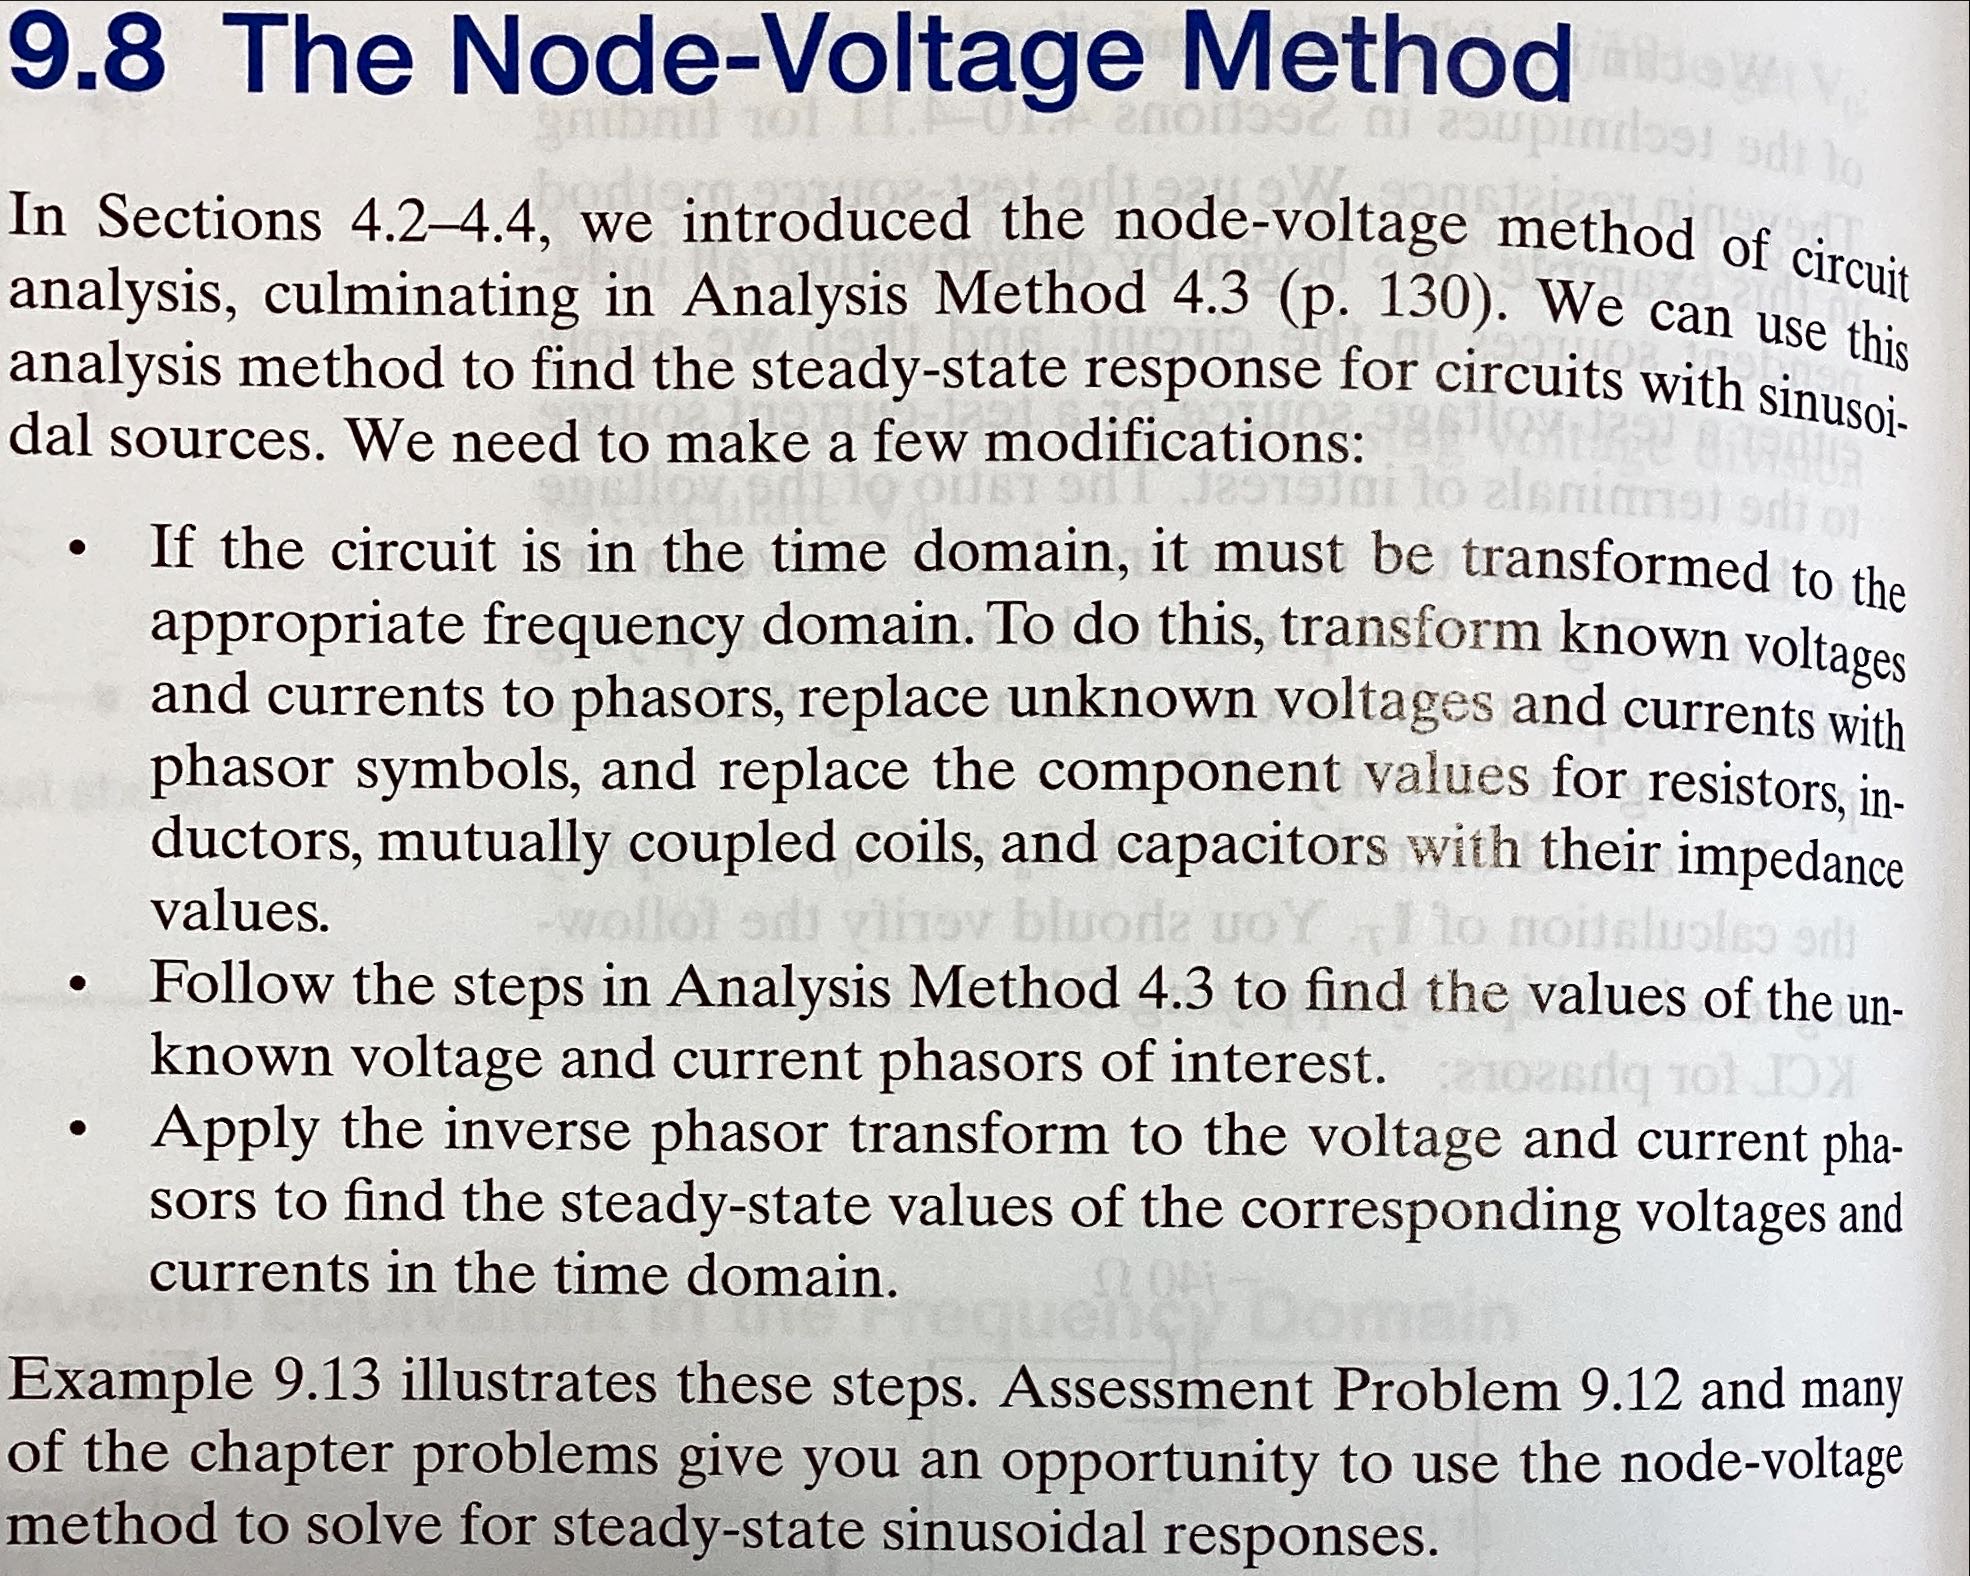 9.8 The Node-Voltage Method
In Sections 4.2–4.4, we introduced the node-voltage method of circuit
analysis, culminating in Analysis Method 4.3 (p. 130). We can use this
analysis method to find the steady-state response for circuits with sinusoi-
dal sources. We need to make a few modifications:
• If the circuit is in the time domain, it must be transformed to the
appropriate frequency domain. To do this, transform known voltages
and currents to phasors, replace unknown voltages and currents with
phasor symbols, and replace the component values for resistors, in-
ductors, mutually coupled coils, and capacitors with their impedance
values.
• Follow the steps in Analysis Method 4.3 to find the values of the un-
known voltage and current phasors of interest.
• Apply the inverse phasor transform to the voltage and current pha-
sors to find the steady-state values of the corresponding voltages and
currents in the time domain.
Example 9.13 illustrates these steps. Assessment Problem 9.12 and many
of the chapter problems give you an opportunity to use the node-voltage
method to solve for steady-state sinusoidal responses.